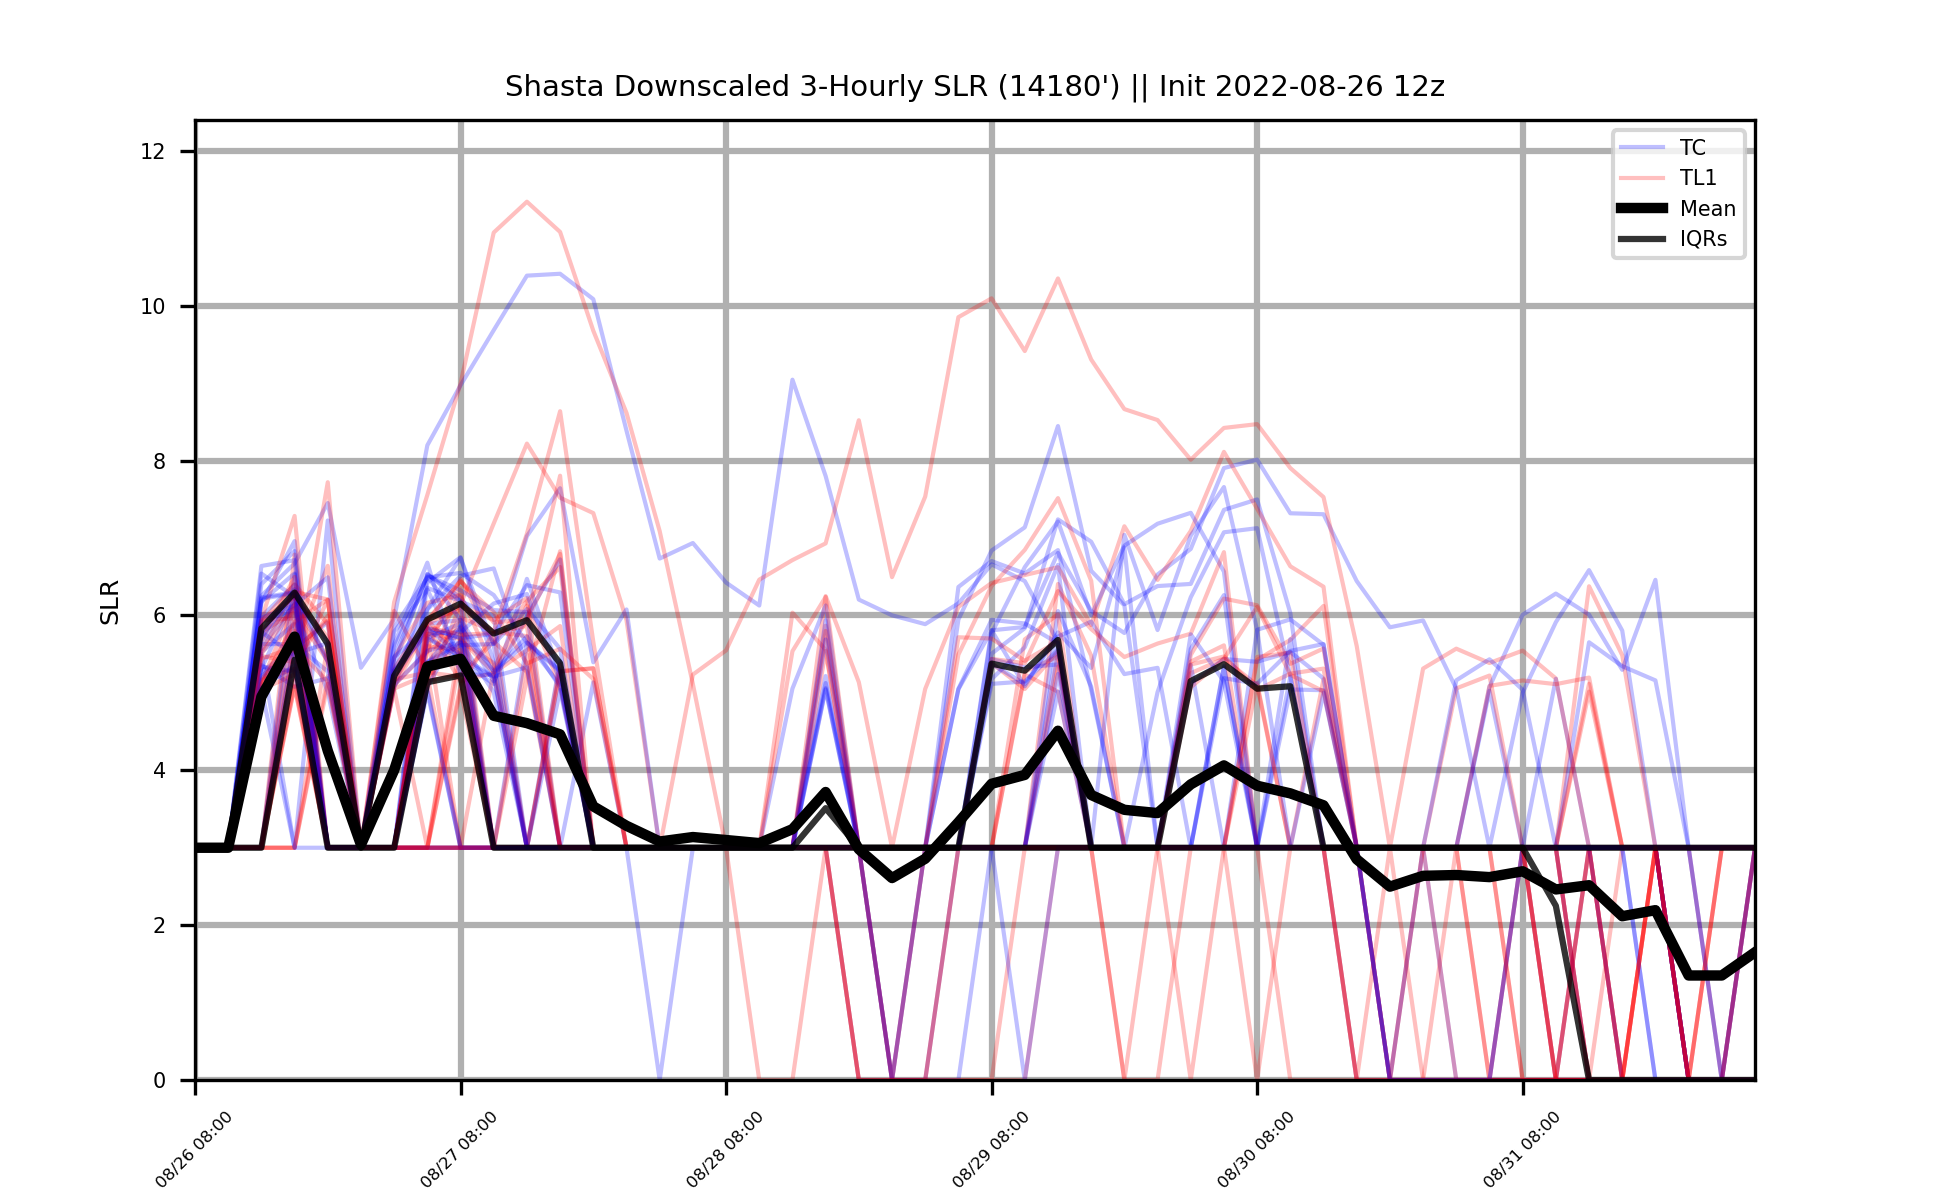 Shasta Downscaled 3-Hourly SLR (14180') || Init 2022-08-26 12z
12
10
8
6
4
2
0
SLR
TC
TL1
Mean
IQRs
08/26 08:00
08/27 08:00
08/28 08:00
08/29 08:00
08/30 08:00
08/31 08:00